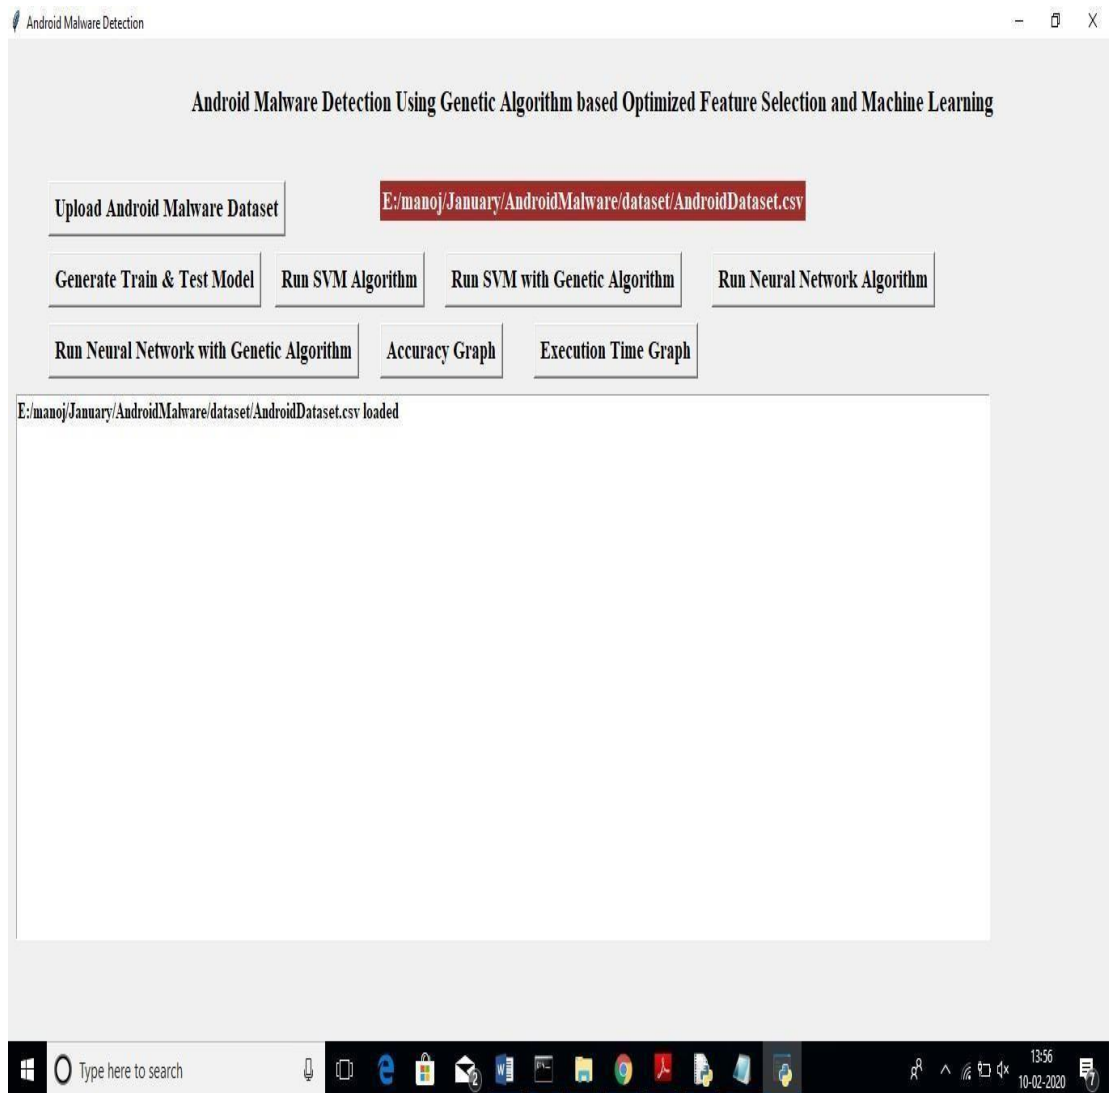 Android Malware Detection
Android Malware Detection Using Genetic Algorithm based Optimized Feature Selection and Machine Learning
Upload Android Malware Dataset
E:/manoj/January/AndroidMalware/dataset/AndroidDataset.csv
Generate Train & Test Model
Run SVM Algorithm
Run SVM with Genetic Algorithm
Run Neural Network Algorithm
Run Neural Network with Genetic Algorithm
Accuracy Graph
Execution Time Graph
E:/manoj/January/AndroidMalware/dataset/AndroidDataset.csv loaded
Type here to search
2
13:56
10-02-2020
7